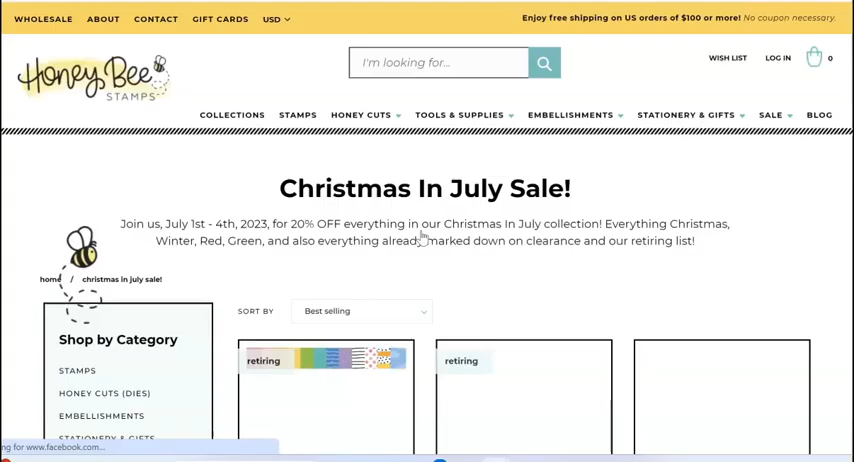 WHOLESALE ABOUT CONTACT GIFT CARDS USD
Enjoy free shipping on US orders of $100 or more! No coupon necessary.
Honey Bee
STAMPS
I'm looking for...
WISH LIST LOG IN 0
COLLECTIONS STAMPS HONEY CUTS TOOLS & SUPPLIES EMBELLISHMENTS STATIONERY & GIFTS SALE BLOG
Christmas In July Sale!
Join us, July 1st - 4th, 2023, for 20% OFF everything in our Christmas In July collection! Everything Christmas,
Winter, Red, Green, and also everything already marked down on clearance and our retiring list!
home / christmas in july sale!
SORT BY Best selling
Shop by Category
STAMPS
HONEY CUTS (DIES)
EMBELLISHMENTS
STATIONERY & GIFTS
retiring
retiring
ng for www.facebook.com...